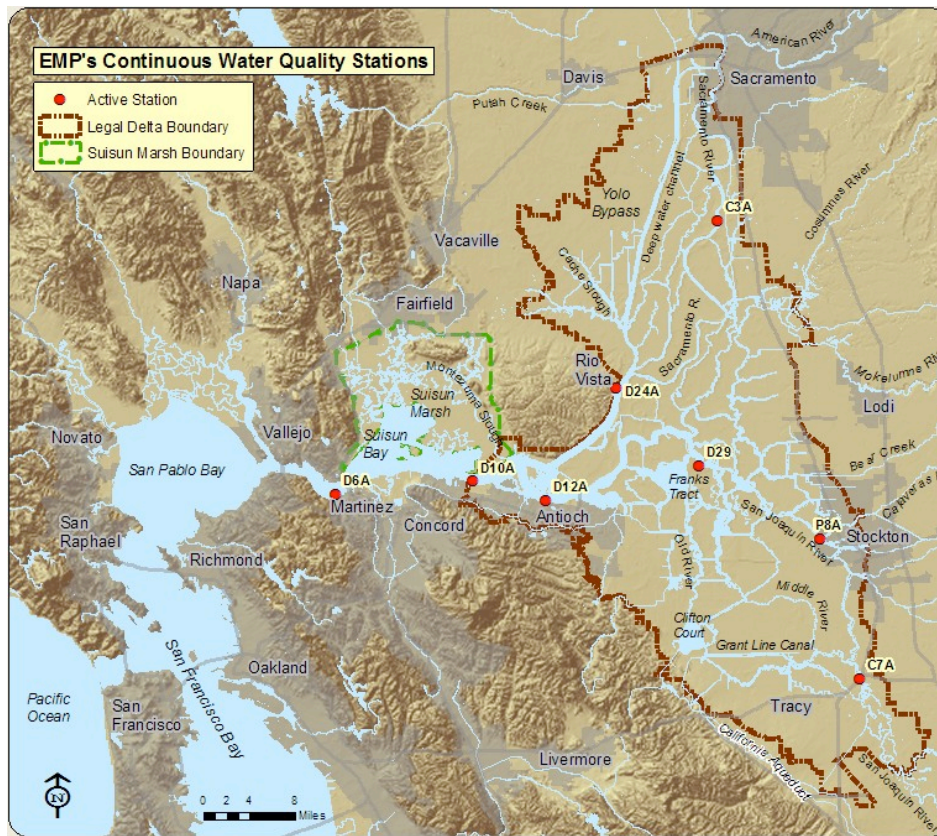 EMP's Continuous Water Quality Stations
Active Station
Legal Delta Boundary
Suisun Marsh Boundary
American River
Davis
Sacramento
Putah Creek
Sacramento River
Deep water channel
Yolo
Bypass
C3A
Cosumnes River
Vacaville
Napa
Cache Slough
Fairfield
Sacramento R.
Rio
Vista
D24A
Mokelumne Riv
Lodi
Montezuma Slough
Suisun
Marsh
Suisun
Bay
Vallejo
Novato
San Pablo Bay
Bear Creek
D29
Franks
Tract
D10A
D6A
Martinez
D12A
Antioch
Concord
Calaveras R
San Joaquin River
P8A
Stockton
San
Raphael
Richmond
Old River
Middle River
Clifton
Court
Grant Line Canal
C7A
Tracy
Oakland
San Francisco Bay
Pacific
Ocean
San
Francisco
California Aqueduct
Livermore
San Joaquin River
N
0 2 4 8
Miles